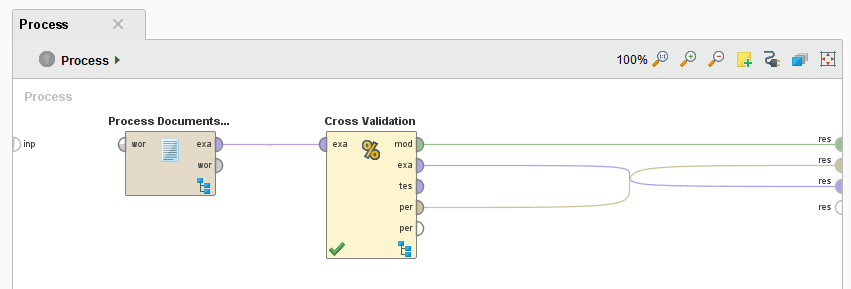 Process
Process
100%
Process
Process Documents...
Cross Validation
inp
wor
exa
wor
exa
mod
exa
tes
per
per
res
res
res
res